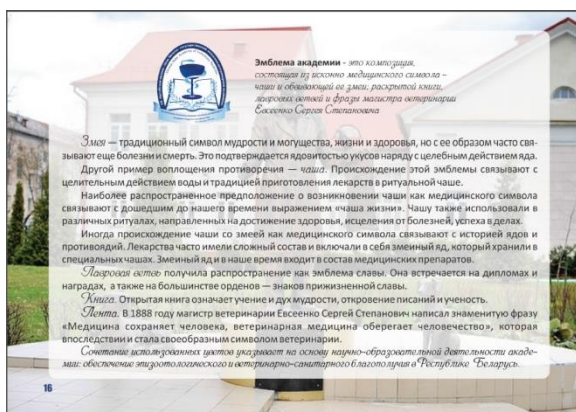 Эмблема академии - это композиция,
состоящая из исконно медицинского символа –
чаши и обвивающей ее змеи; раскрытой книги,
лавровых ветвей и фразы магистра ветеринарии
Евсеенко Сергея Степановича
Змея — традиционный символ мудрости и могущества, жизни и здоровья, но с ее образом часто свя-
зывают еще болезни и смерть. Это подтверждается ядовитостью укусов наряду с целебным действием яда.
Другой пример воплощения противоречия — чаша. Происхождение этой эмблемы связывают с
целительным действием воды и традицией приготовления лекарств в ритуальной чаше.
Наиболее распространенное предположение о возникновении чаши как медицинского символа
связывают с дошедшим до нашего времени выражением «чаша жизни». Чашу также использовали в
различных ритуалах, направленных на достижение здоровья, исцеления от болезней, успеха в делах.
Иногда происхождение чаши со змеей как медицинского символа связывают с историей ядов и
противоядий. Лекарства часто имели сложный состав и включали в себя змеиный яд, который хранили в
специальных чашах. Змеиный яд и в наше время входит в состав медицинских препаратов.
Лавровая ветвь получила распространение как эмблема славы. Она встречается на дипломах и
наградах, а также на большинстве орденов — знаков прижизненной славы.
Книга. Открытая книга означает учение и дух мудрости, откровение писаний и ученость.
Лента. В 1888 году магистр ветеринарии Евсеенко Сергей Степанович написал знаменитую фразу
«Медицина сохраняет человека, ветеринарная медицина оберегает человечество», которая
впоследствии и стала своеобразным символом ветеринарии.
Сочетание использованных цветов указывает на основу научно-образовательной деятельности акаде-
мии: обеспечение эпизоотологического и ветеринарно-санитарного благополучия в Республике Беларусь.
16